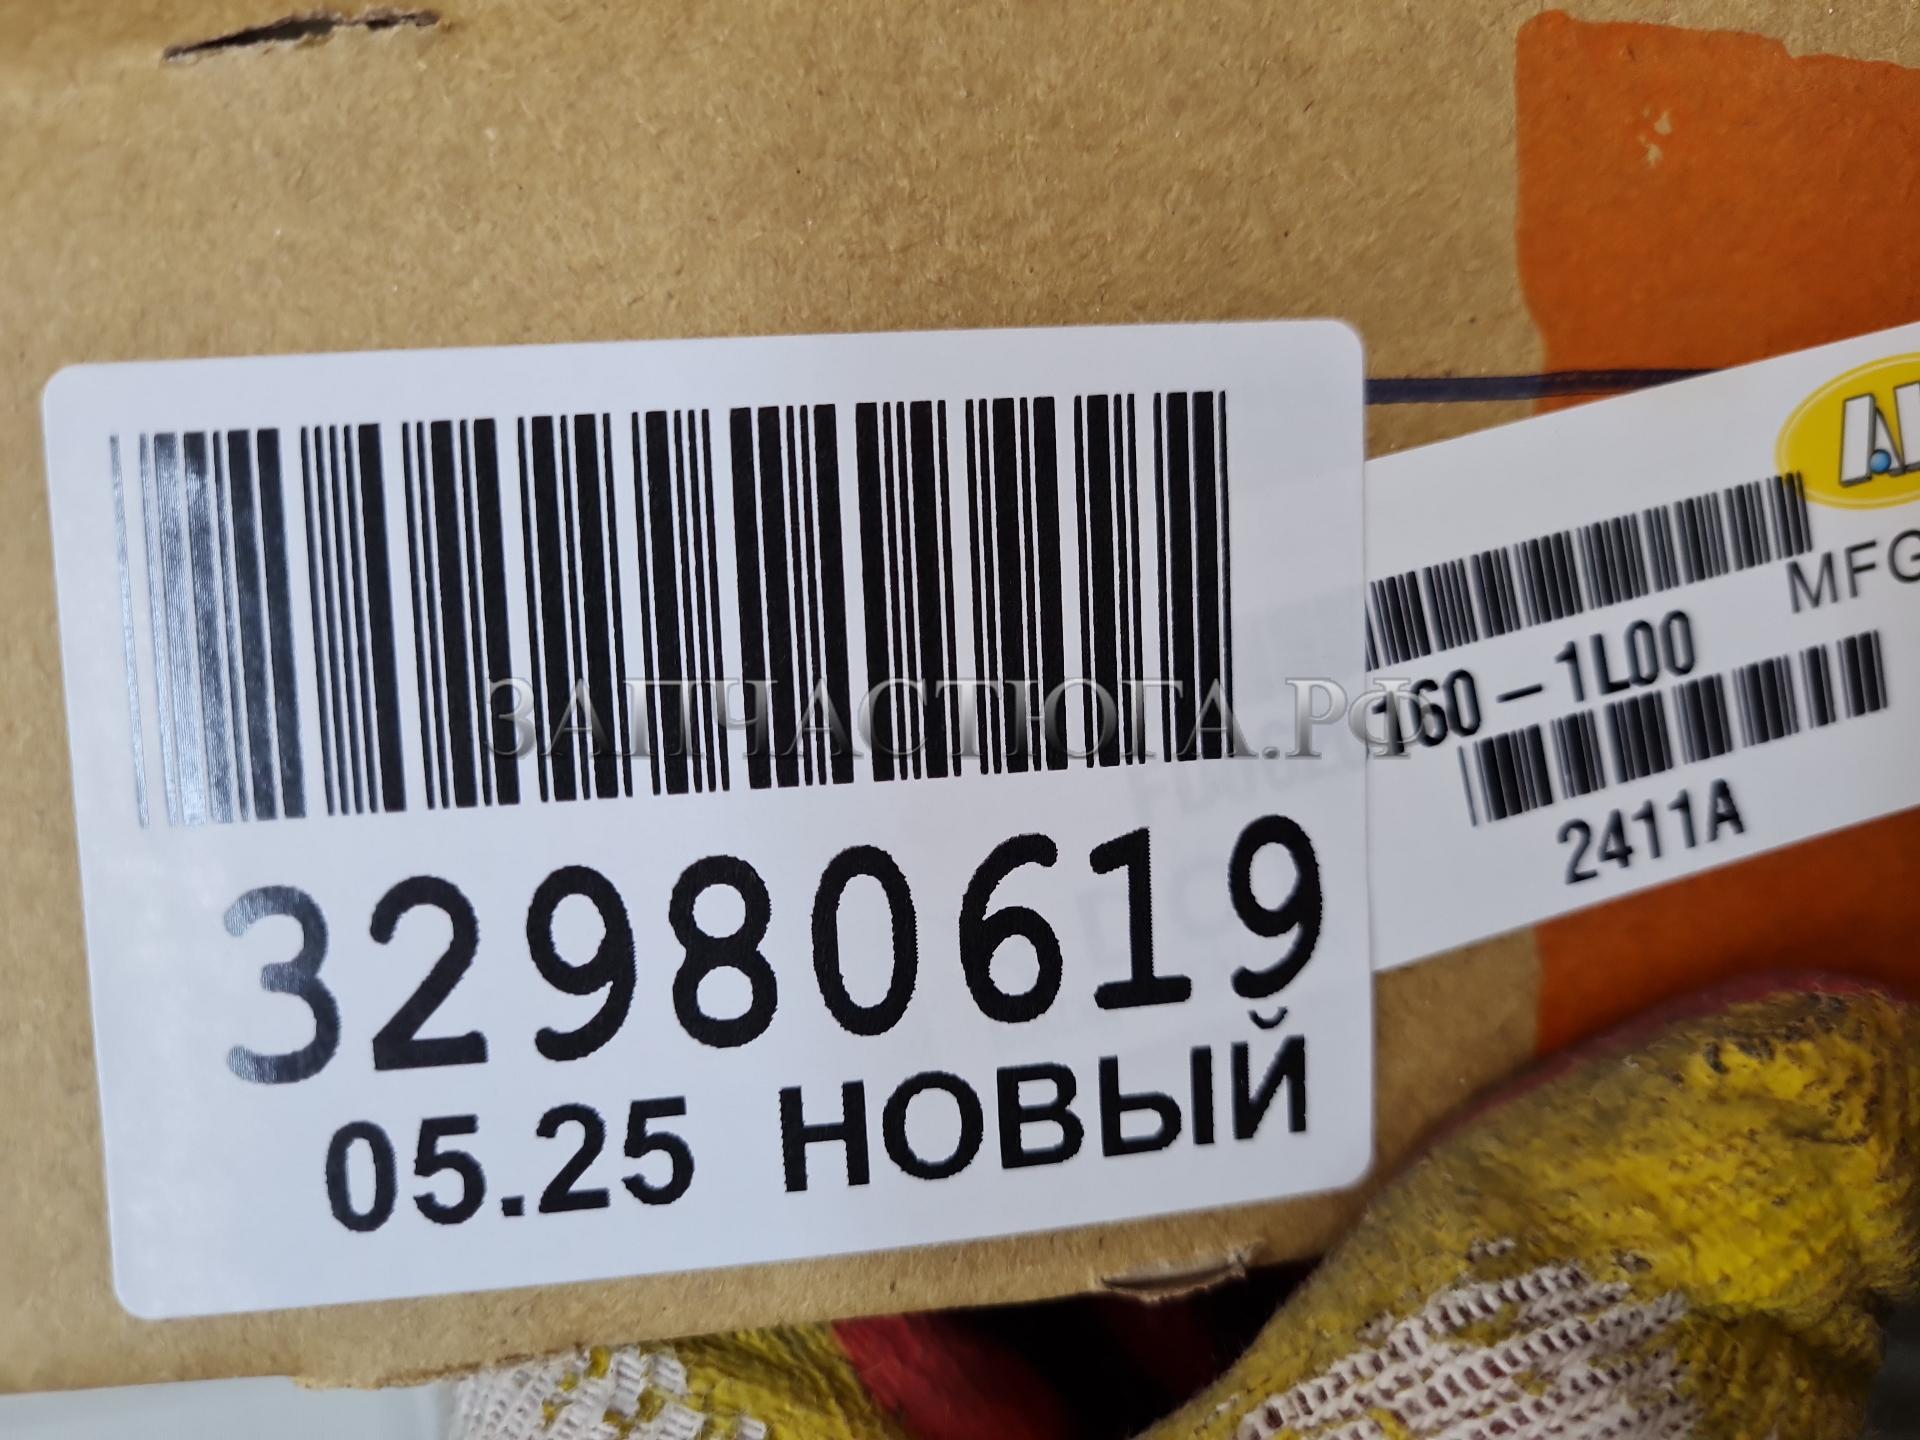 32980619
05.25 НОВЫЙ
ЗАПЧАСТЮГА.РФ
160-1L00
MFG
2411A